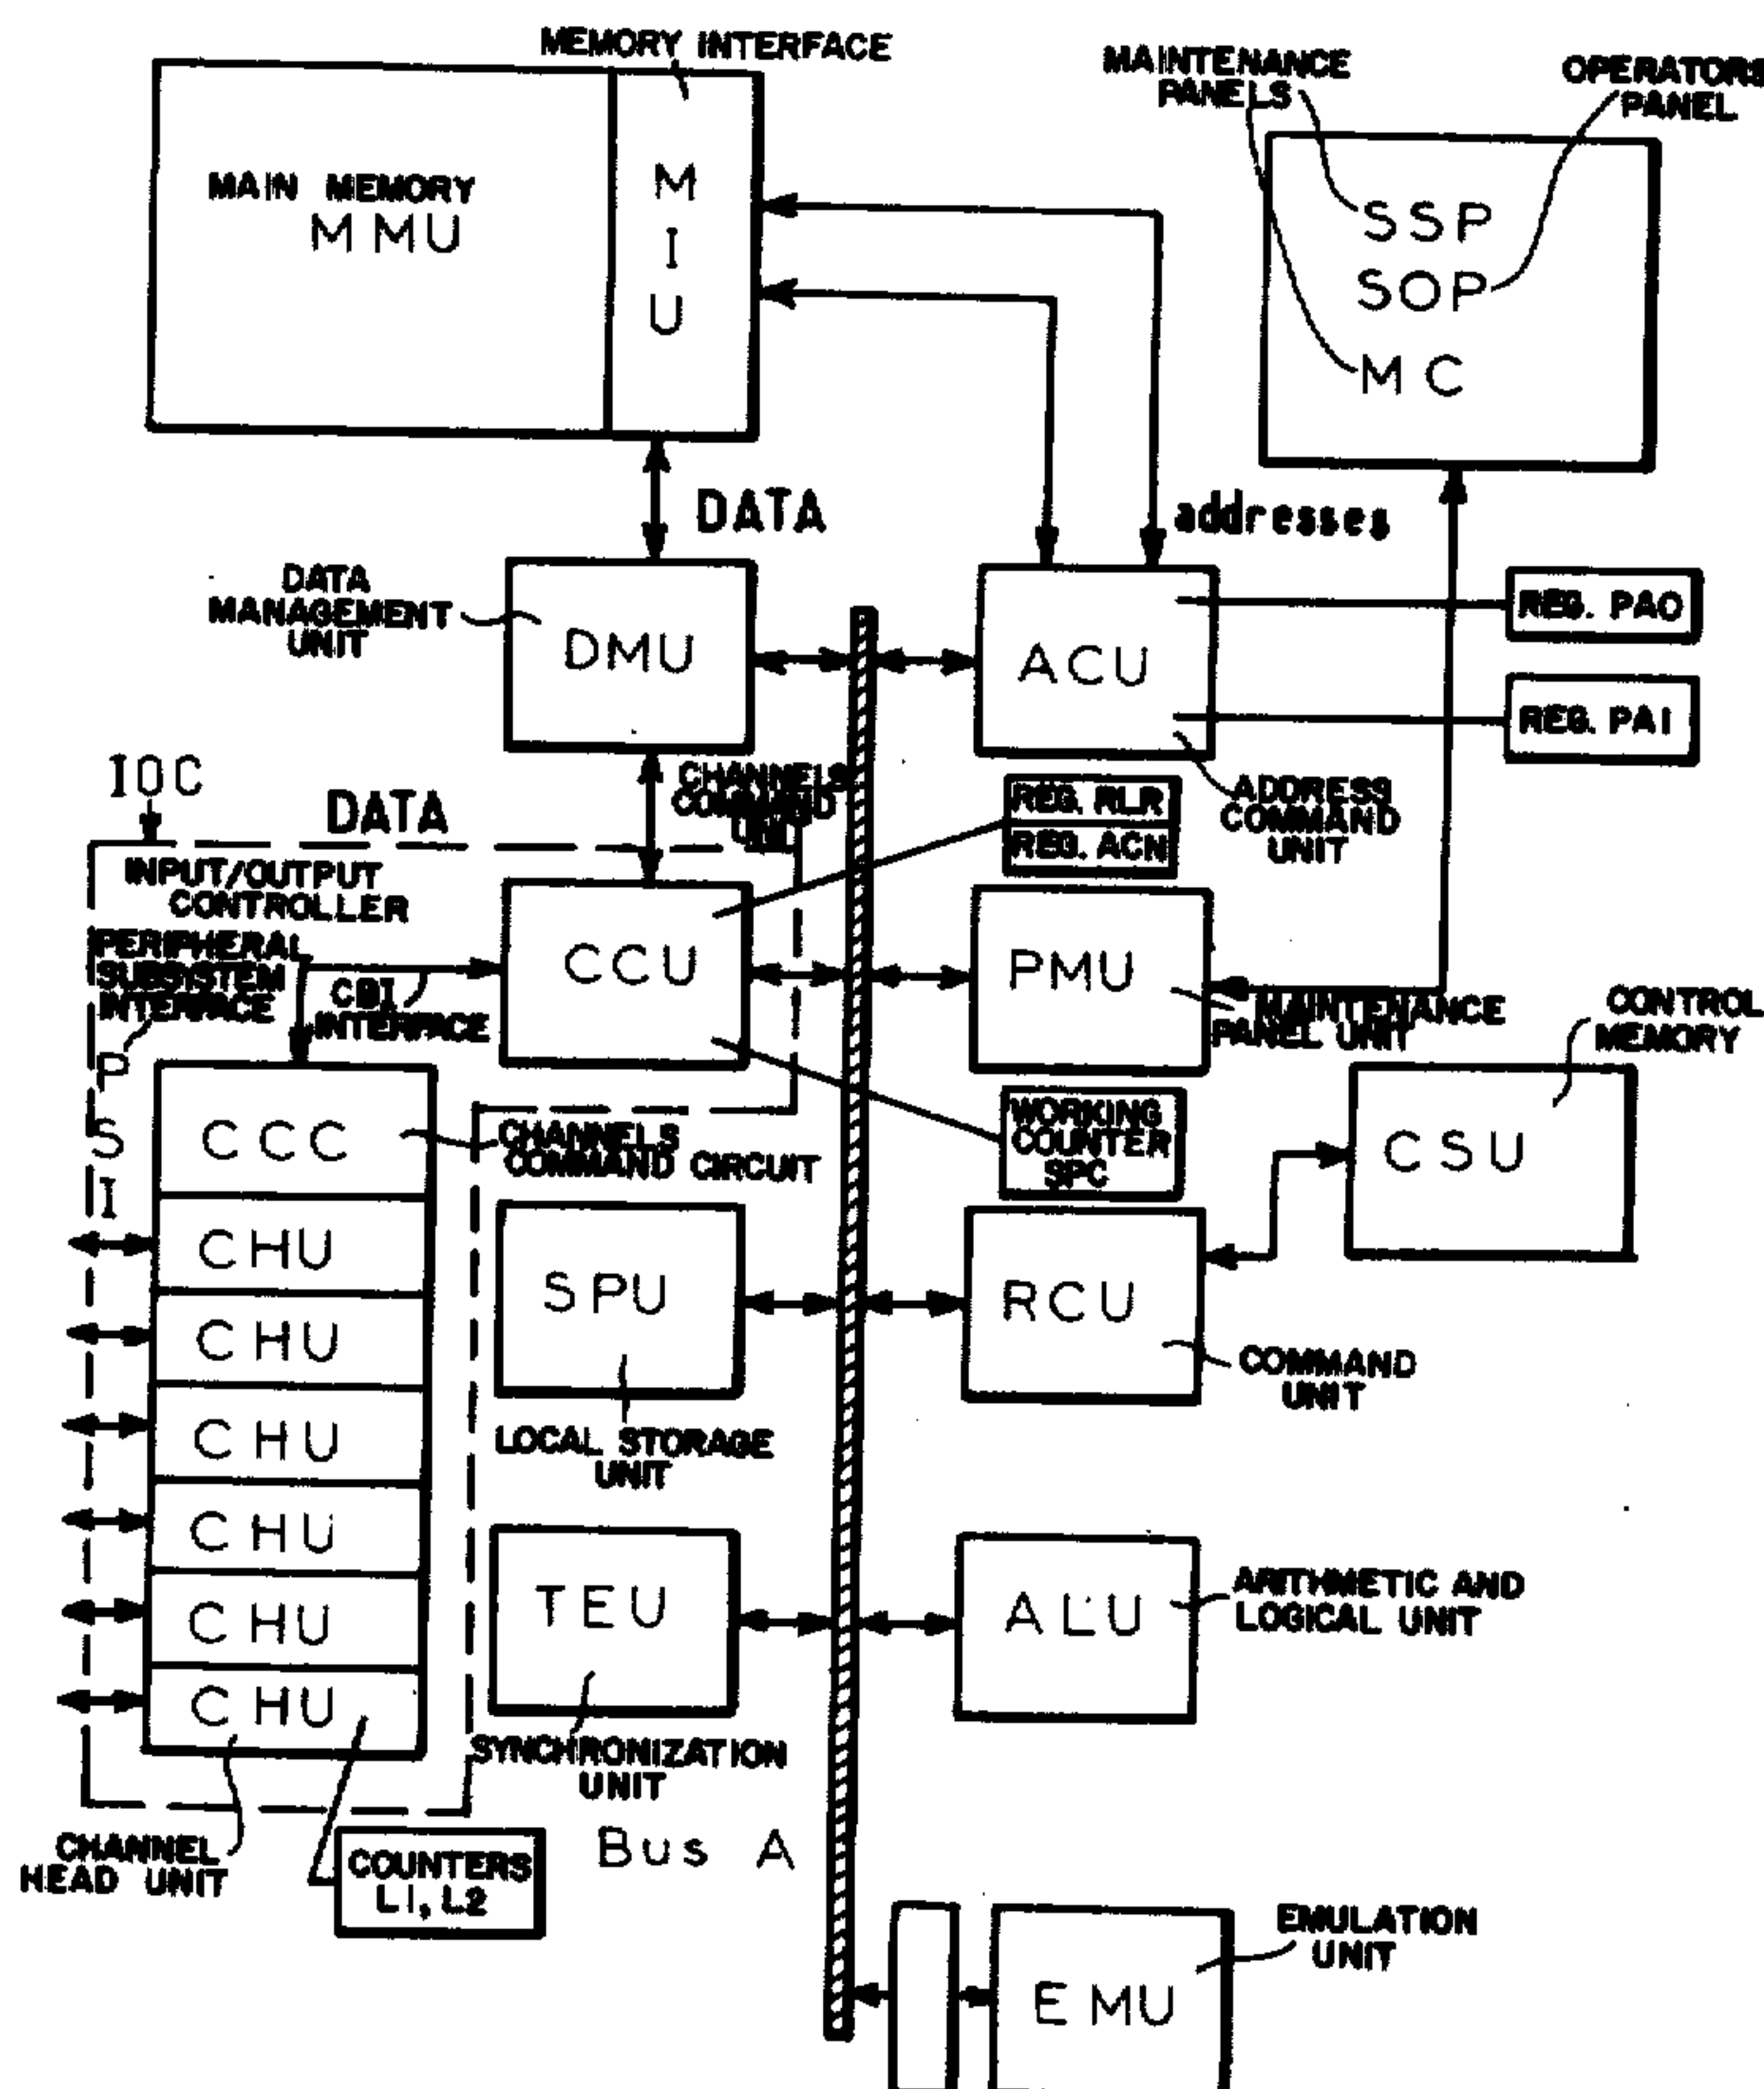 MEMORY INTERFACE
MAINTENANCE
PANELS
OPERATORS
PANEL
MAIN MEMORY
MMU
M
I
U
SSP
SOP
MC
DATA
addresses
DATA
MANAGEMENT
UNIT
DMU
ACU
REG. PAO
REG. PAI
IOC
DATA
CHANNELS
COMMAND
UNIT
REG. RLR
REG. ACN
ADDRESS
COMMAND
UNIT
INPUT/OUTPUT
CONTROLLER
PERIPHERAL
SUBSYSTEM
INTERFACE
CBI
INTERFACE
CCU
PMU
MAINTENANCE
PANEL UNIT
CONTROL
MEMORY
P
S
I
CCC
CHANNELS
COMMAND CIRCUIT
WORKING
COUNTER
SPC
CSU
CHU
CHU
CHU
CHU
CHU
CHU
SPU
RCU
COMMAND
UNIT
LOCAL STORAGE
UNIT
TEU
ALU
ARITHMETIC AND
LOGICAL UNIT
SYNCHRONIZATION
UNIT
Bus A
CHANNEL
HEAD UNIT
COUNTERS
L1, L2
EMULATION
UNIT
EMU